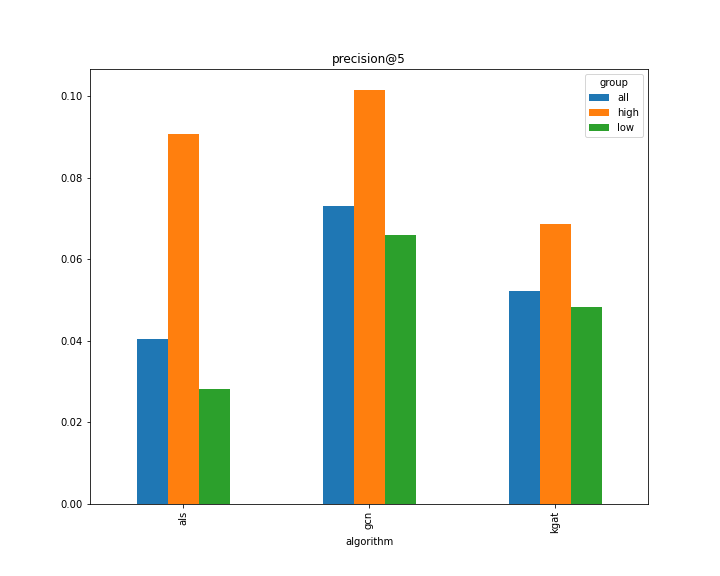 precision@5
group
all
high
low
0.10
0.08
0.06
0.04
0.02
0.00
als
gcn
kgat
algorithm